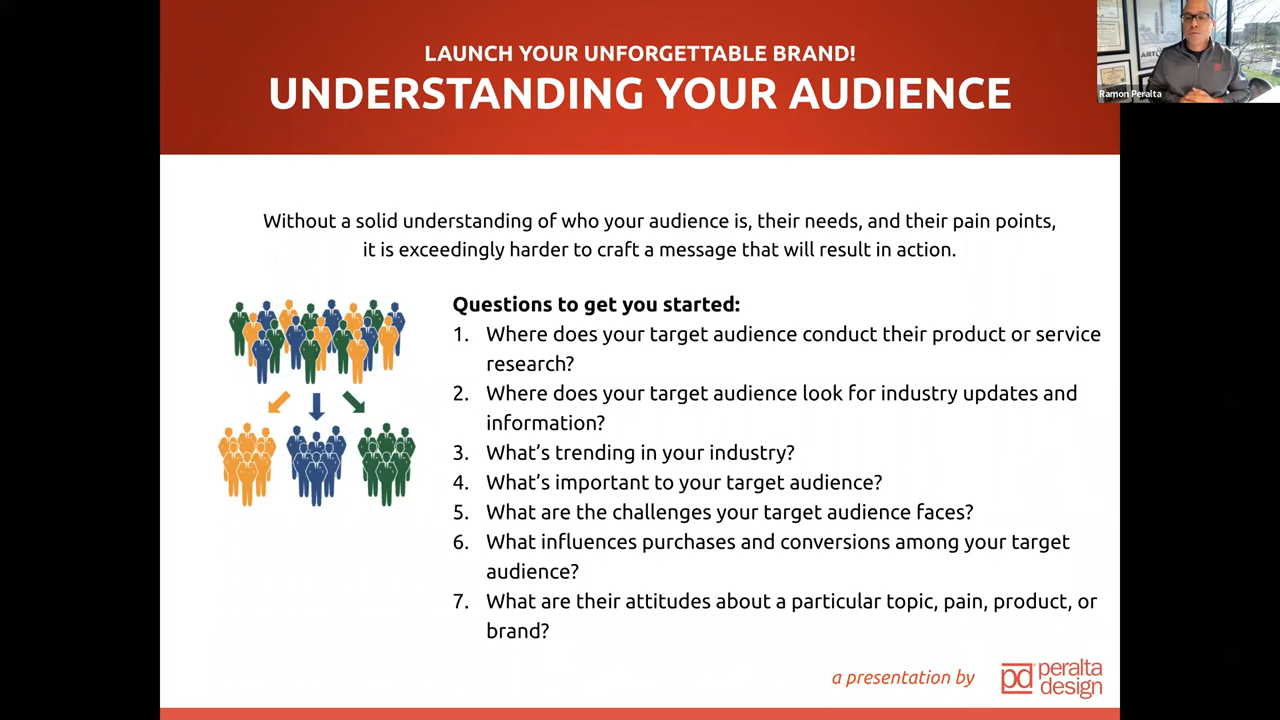 LAUNCH YOUR UNFORGETTABLE BRAND!
UNDERSTANDING YOUR AUDIENCE
Ramon Peralta
Without a solid understanding of who your audience is, their needs, and their pain points,
it is exceedingly harder to craft a message that will result in action.
Questions to get you started:
1. Where does your target audience conduct their product or service
research?
2. Where does your target audience look for industry updates and
information?
3. What’s trending in your industry?
4. What’s important to your target audience?
5. What are the challenges your target audience faces?
6. What influences purchases and conversions among your target
audience?
7. What are their attitudes about a particular topic, pain, product, or
brand?
a presentation by
pd peralta
design